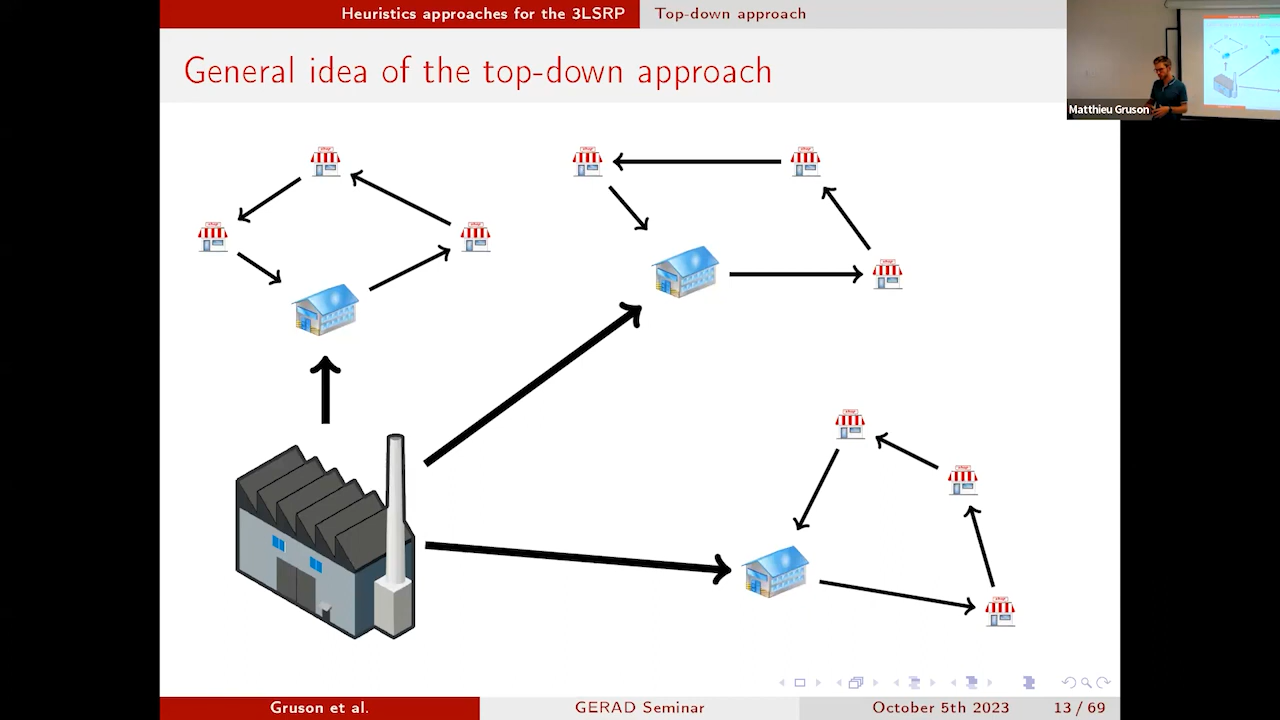 Heuristics approaches for the 3LSRP Top-down approach
General idea of the top-down approach
Matthieu Gruson
Gruson et al. GERAD Seminar October 5th 2023 13 / 69